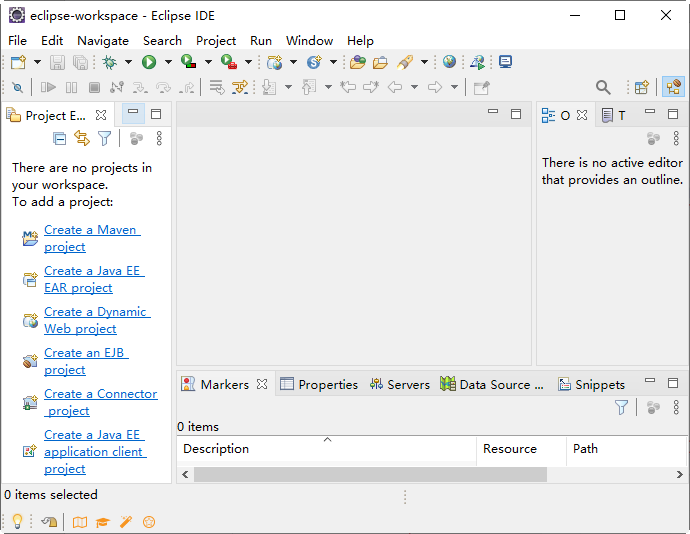 eclipse-workspace - Eclipse IDE
File Edit Navigate Search Project Run Window Help
Project E...
O
T
There are no projects in
your workspace.
To add a project:
Create a Maven
project
Create a Java EE
EAR project
Create a Dynamic
Web project
Create an EJB
project
Create a Connector
project
Create a Java EE
application client
project
There is no active editor
that provides an outline.
Markers Properties Servers Data Source ... Snippets
0 items
Description Resource Path
0 items selected